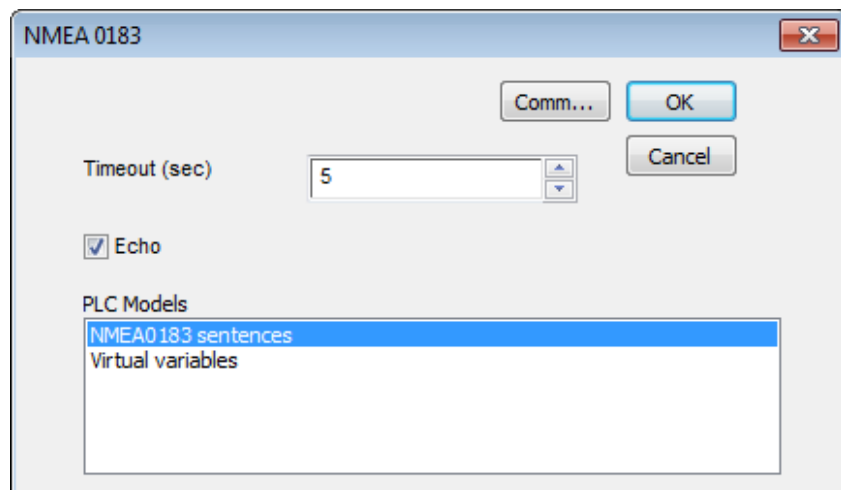 NMEA 0183
Comm... OK
Cancel
Timeout (sec) 5
Echo
PLC Models
NMEA0183 sentences
Virtual variables